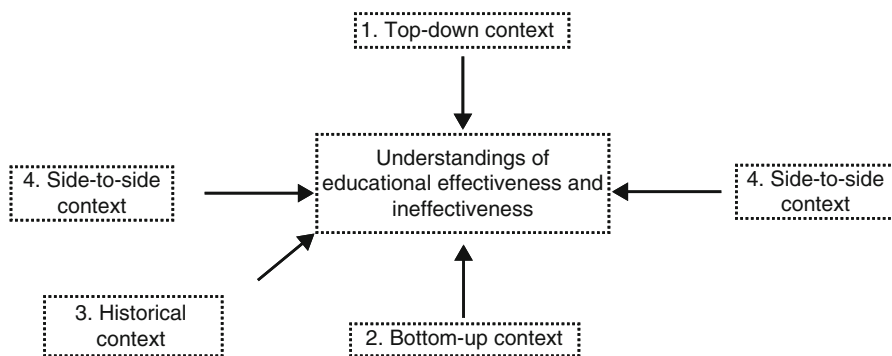 1. Top-down context
Understandings of
educational effectiveness and
ineffectiveness
4. Side-to-side
context
4. Side-to-side
context
3. Historical
context
2. Bottom-up context